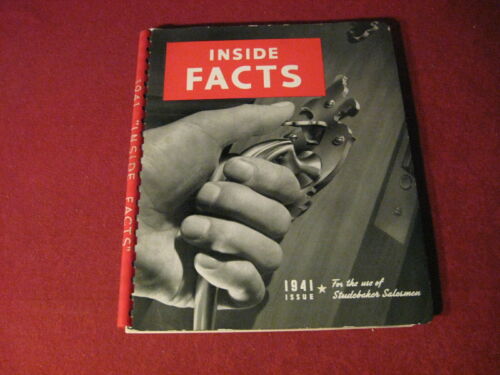 INSIDE
FACTS
1941 "INSIDE FACTS"
1941
ISSUE
For the use of
Studebaker Salesmen